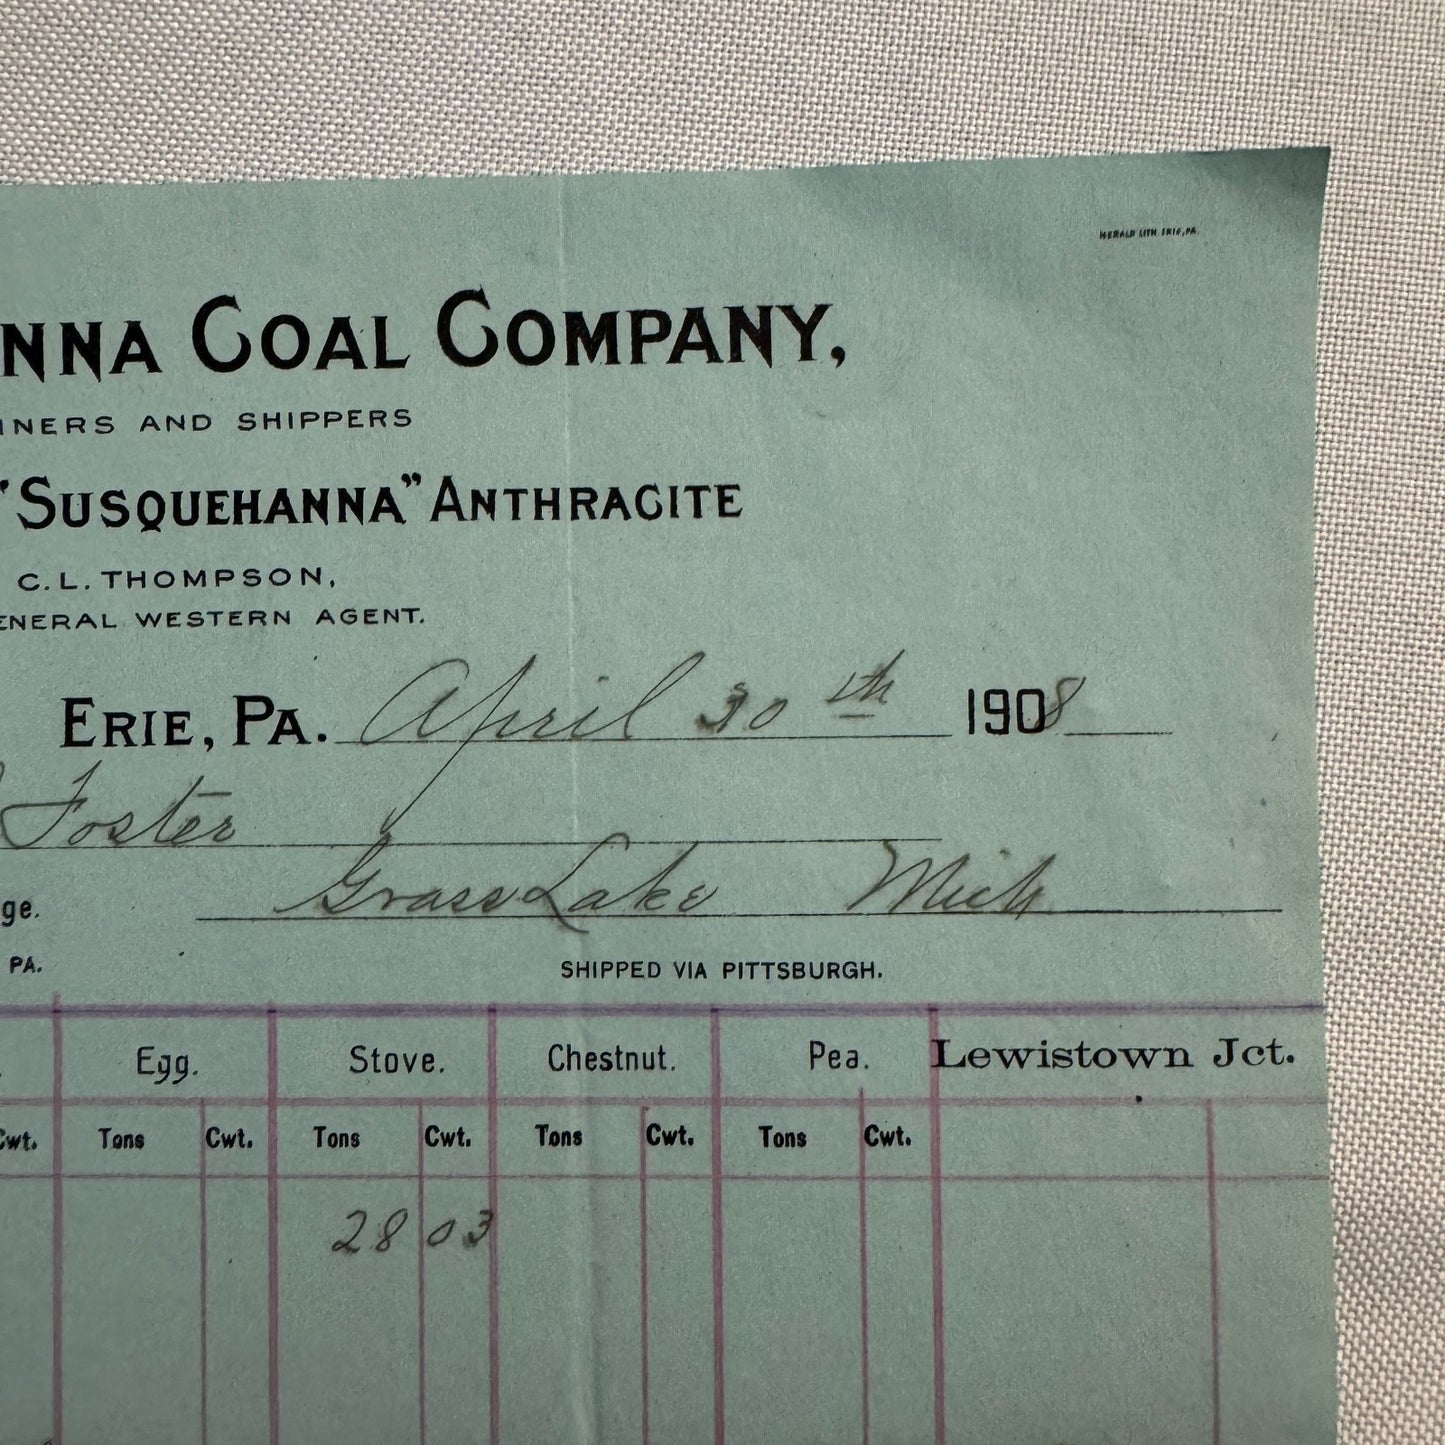 HERALD LITH. ERIE, PA.
NNA COAL COMPANY,
INERS AND SHIPPERS
"SUSQUEHANNA" ANTHRACITE
C. L. THOMPSON,
ENERAL WESTERN AGENT.
ERIE, PA. April 30th 1908
Foster
ge. Grass Lake Mich
PA. SHIPPED VIA PITTSBURGH.
Egg. Stove. Chestnut. Pea. Lewistown Jct.
Cwt. Tons Cwt. Tons Cwt. Tons Cwt. Tons Cwt.
28 03